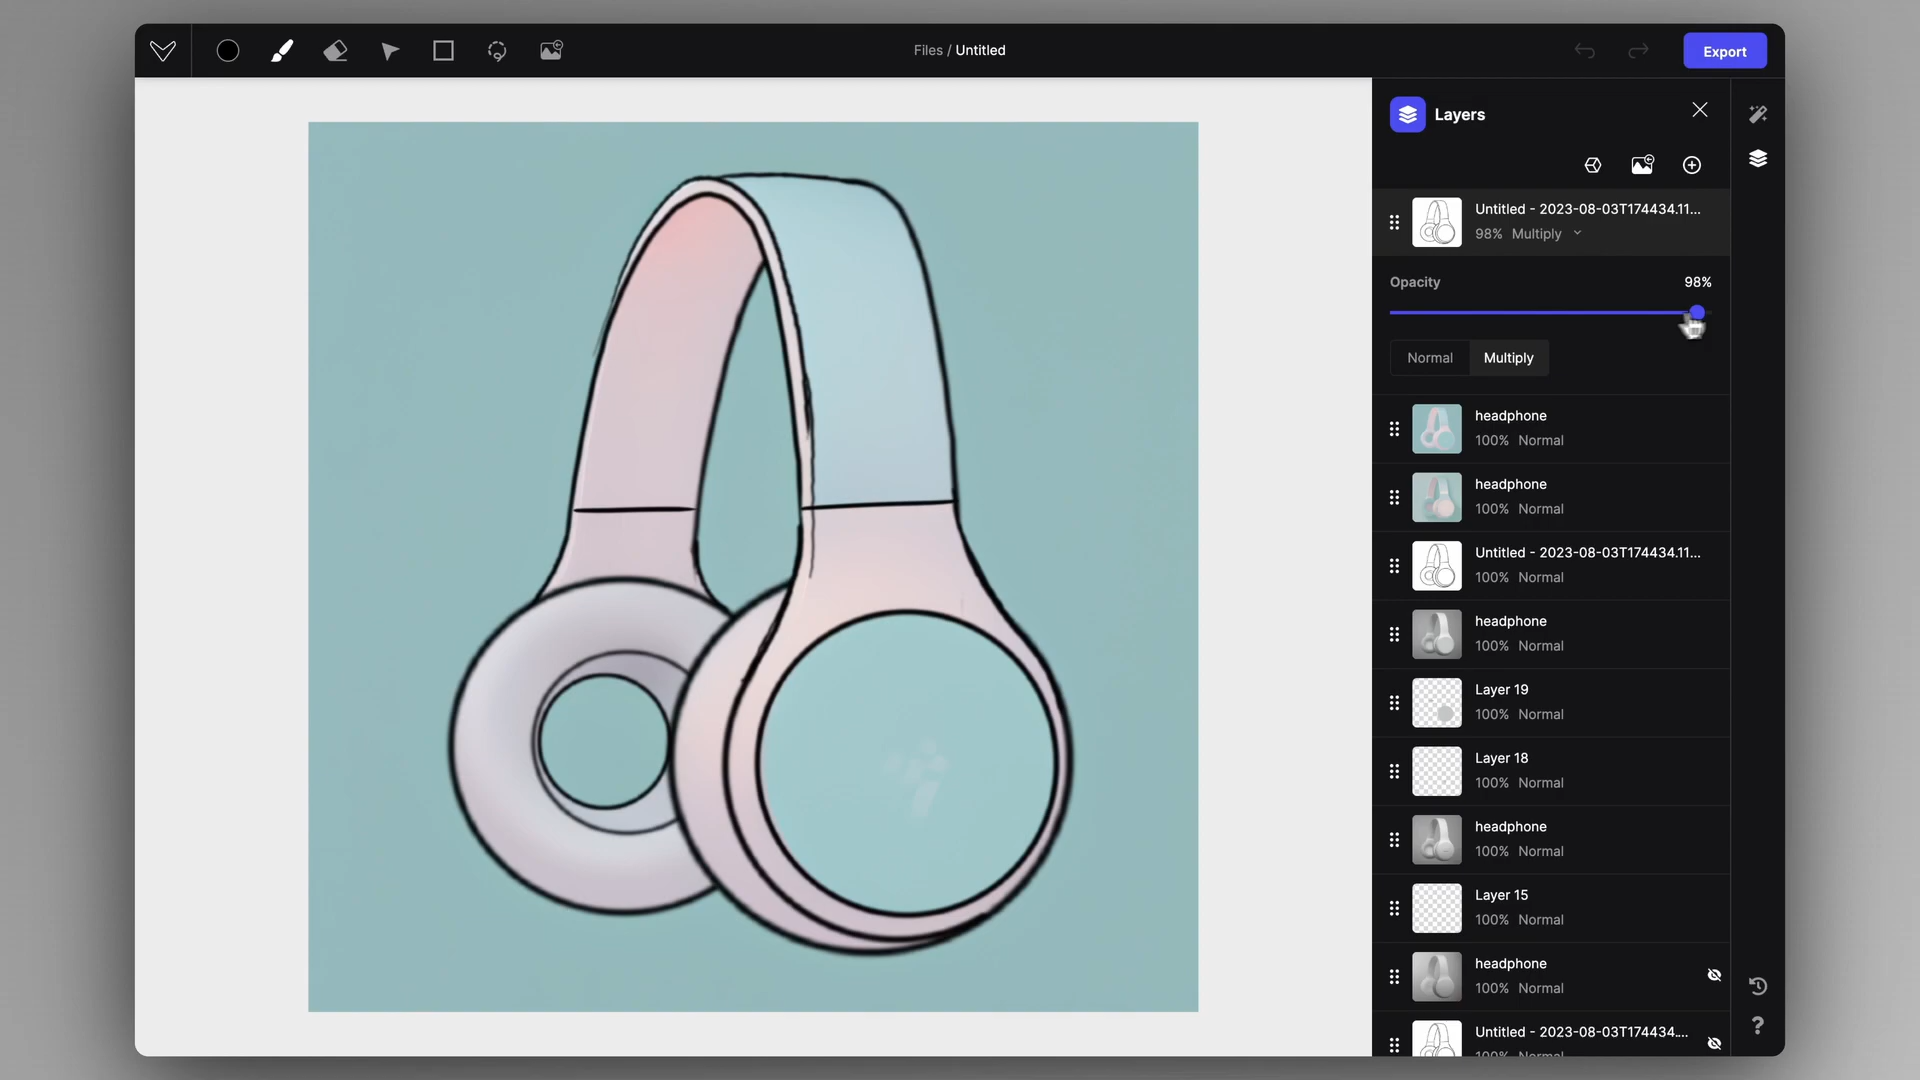 Files / Untitled
Export
Layers
Untitled - 2023-08-03T174434.11...
98% Multiply
Opacity 98%
Normal Multiply
headphone
100% Normal
headphone
100% Normal
Untitled - 2023-08-03T174434.11...
100% Normal
headphone
100% Normal
Layer 19
100% Normal
Layer 18
100% Normal
headphone
100% Normal
Layer 15
100% Normal
headphone
100% Normal
Untitled - 2023-08-03T174434....
100% Normal
?